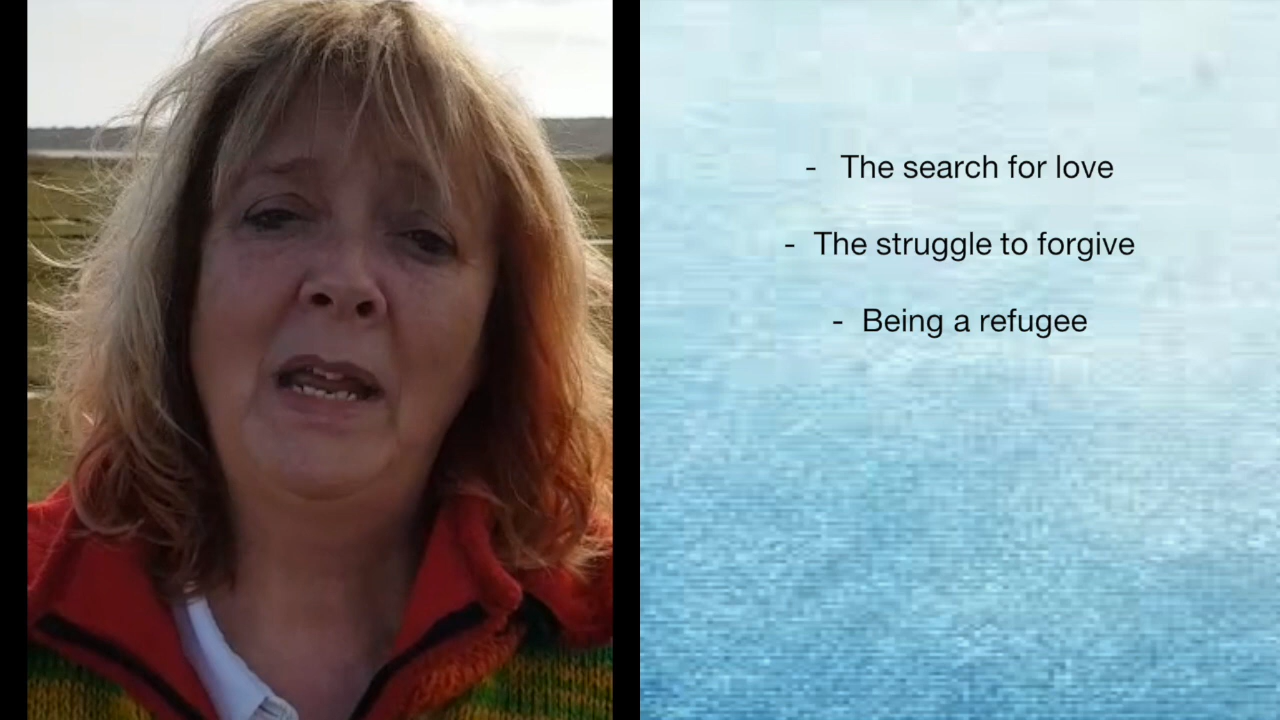 - The search for love
- The struggle to forgive
- Being a refugee